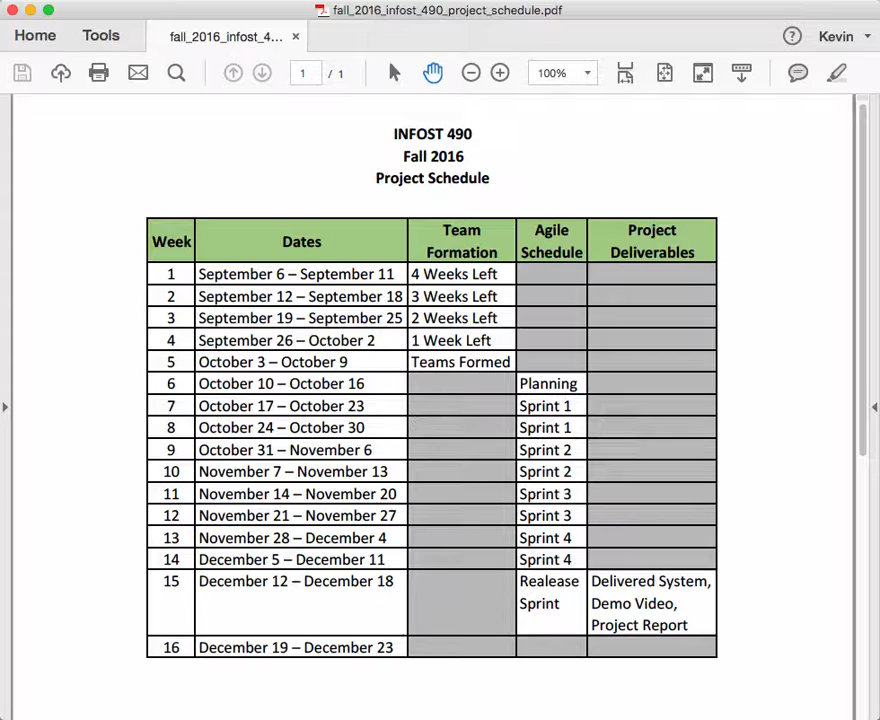 fall_2016_infost_490_project_schedule.pdf
Home Tools fall_2016_infost_4... × ? Kevin
1 / 1 100%
INFOST 490
Fall 2016
Project Schedule
Week Dates Team Formation Agile Schedule Project Deliverables
1 September 6 – September 11 4 Weeks Left
2 September 12 – September 18 3 Weeks Left
3 September 19 – September 25 2 Weeks Left
4 September 26 – October 2 1 Week Left
5 October 3 – October 9 Teams Formed
6 October 10 – October 16 Planning
7 October 17 – October 23 Sprint 1
8 October 24 – October 30 Sprint 1
9 October 31 – November 6 Sprint 2
10 November 7 – November 13 Sprint 2
11 November 14 – November 20 Sprint 3
12 November 21 – November 27 Sprint 3
13 November 28 – December 4 Sprint 4
14 December 5 – December 11 Sprint 4
15 December 12 – December 18 Realease Delivered System,
Sprint Demo Video,
Project Report
16 December 19 – December 23